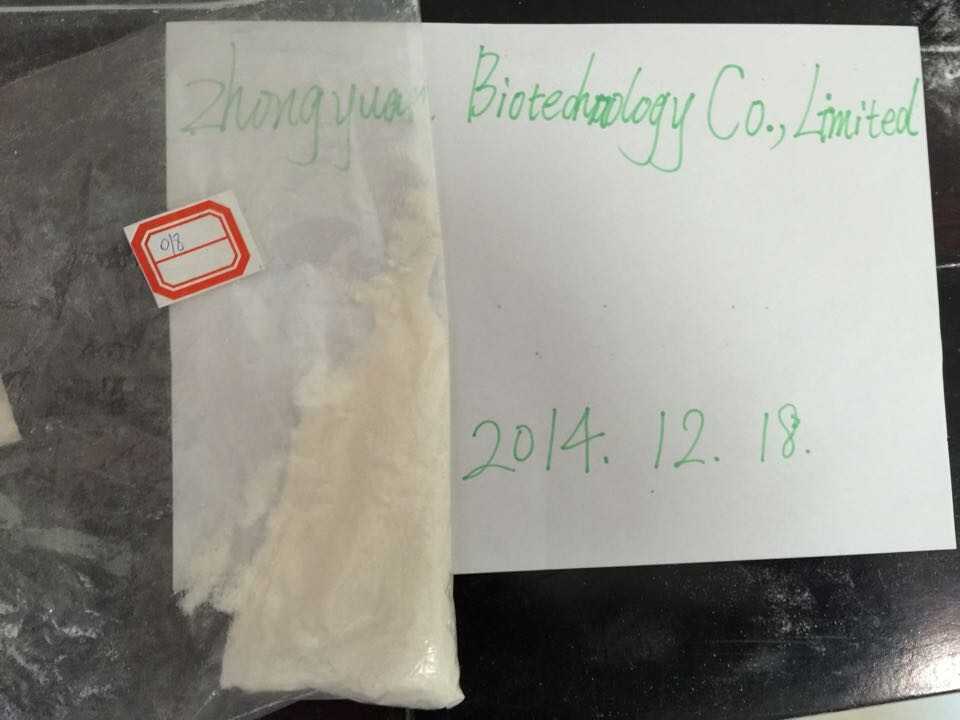 Zhongyuan Biotechnology Co., Limited
018
2014. 12. 18.